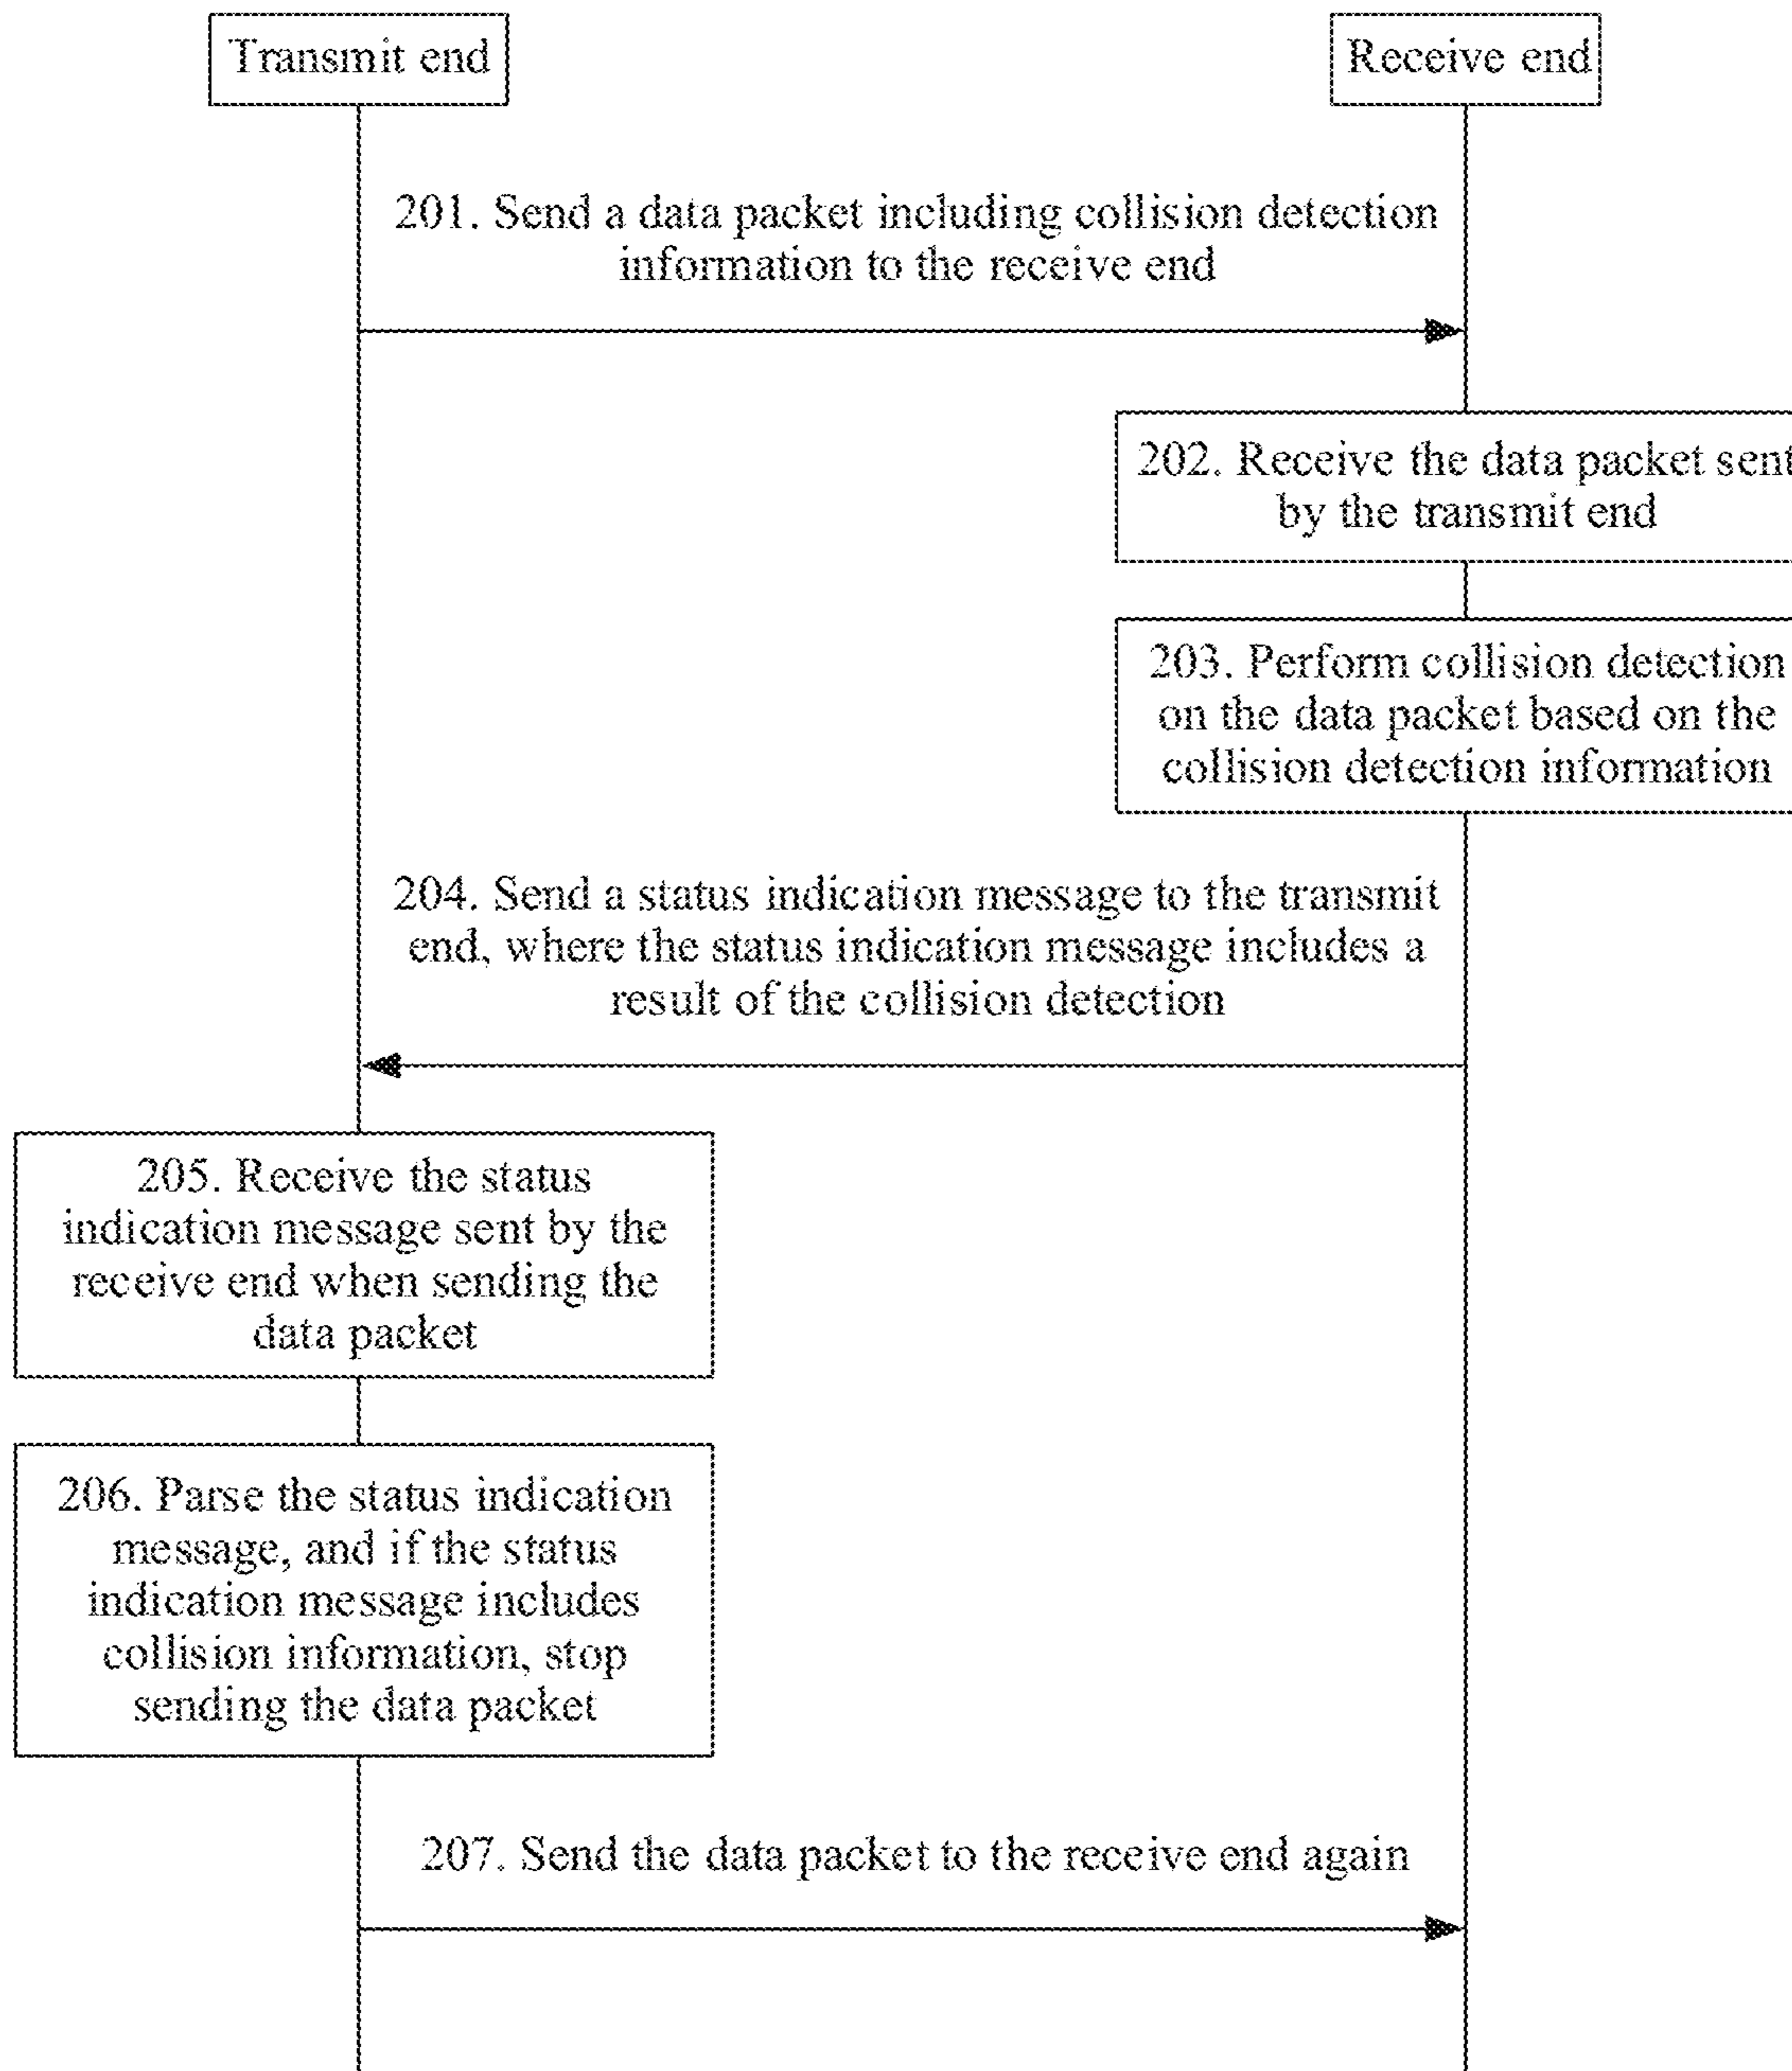 Transmit end
Receive end
201. Send a data packet including collision detection
information to the receive end
202. Receive the data packet sent
by the transmit end
203. Perform collision detection
on the data packet based on the
collision detection information
204. Send a status indication message to the transmit
end, where the status indication message includes a
result of the collision detection
205. Receive the status
indication message sent by the
receive end when sending the
data packet
206. Parse the status indication
message, and if the status
indication message includes
collision information, stop
sending the data packet
207. Send the data packet to the receive end again